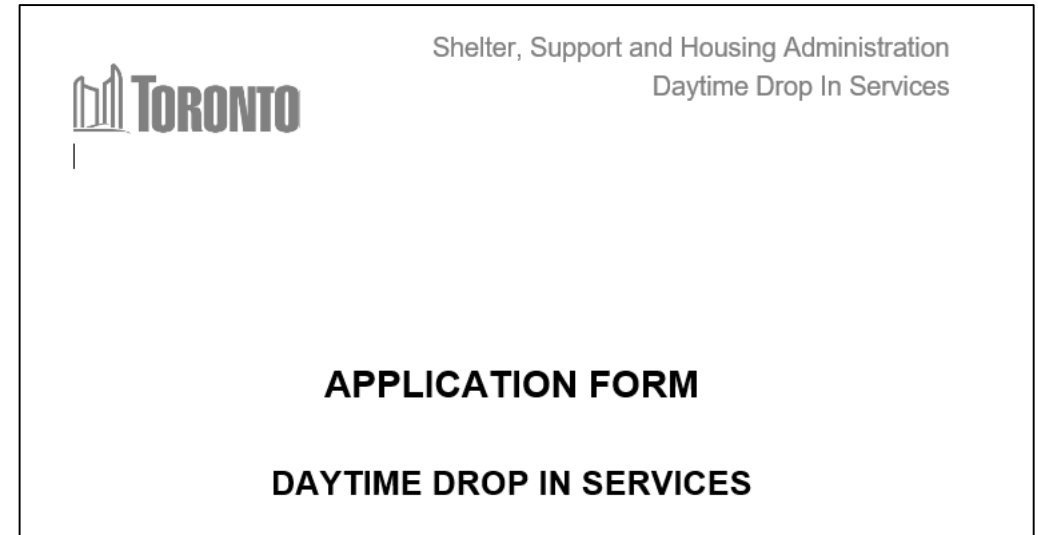 Shelter, Support and Housing Administration
Daytime Drop In Services
TORONTO
APPLICATION FORM
DAYTIME DROP IN SERVICES